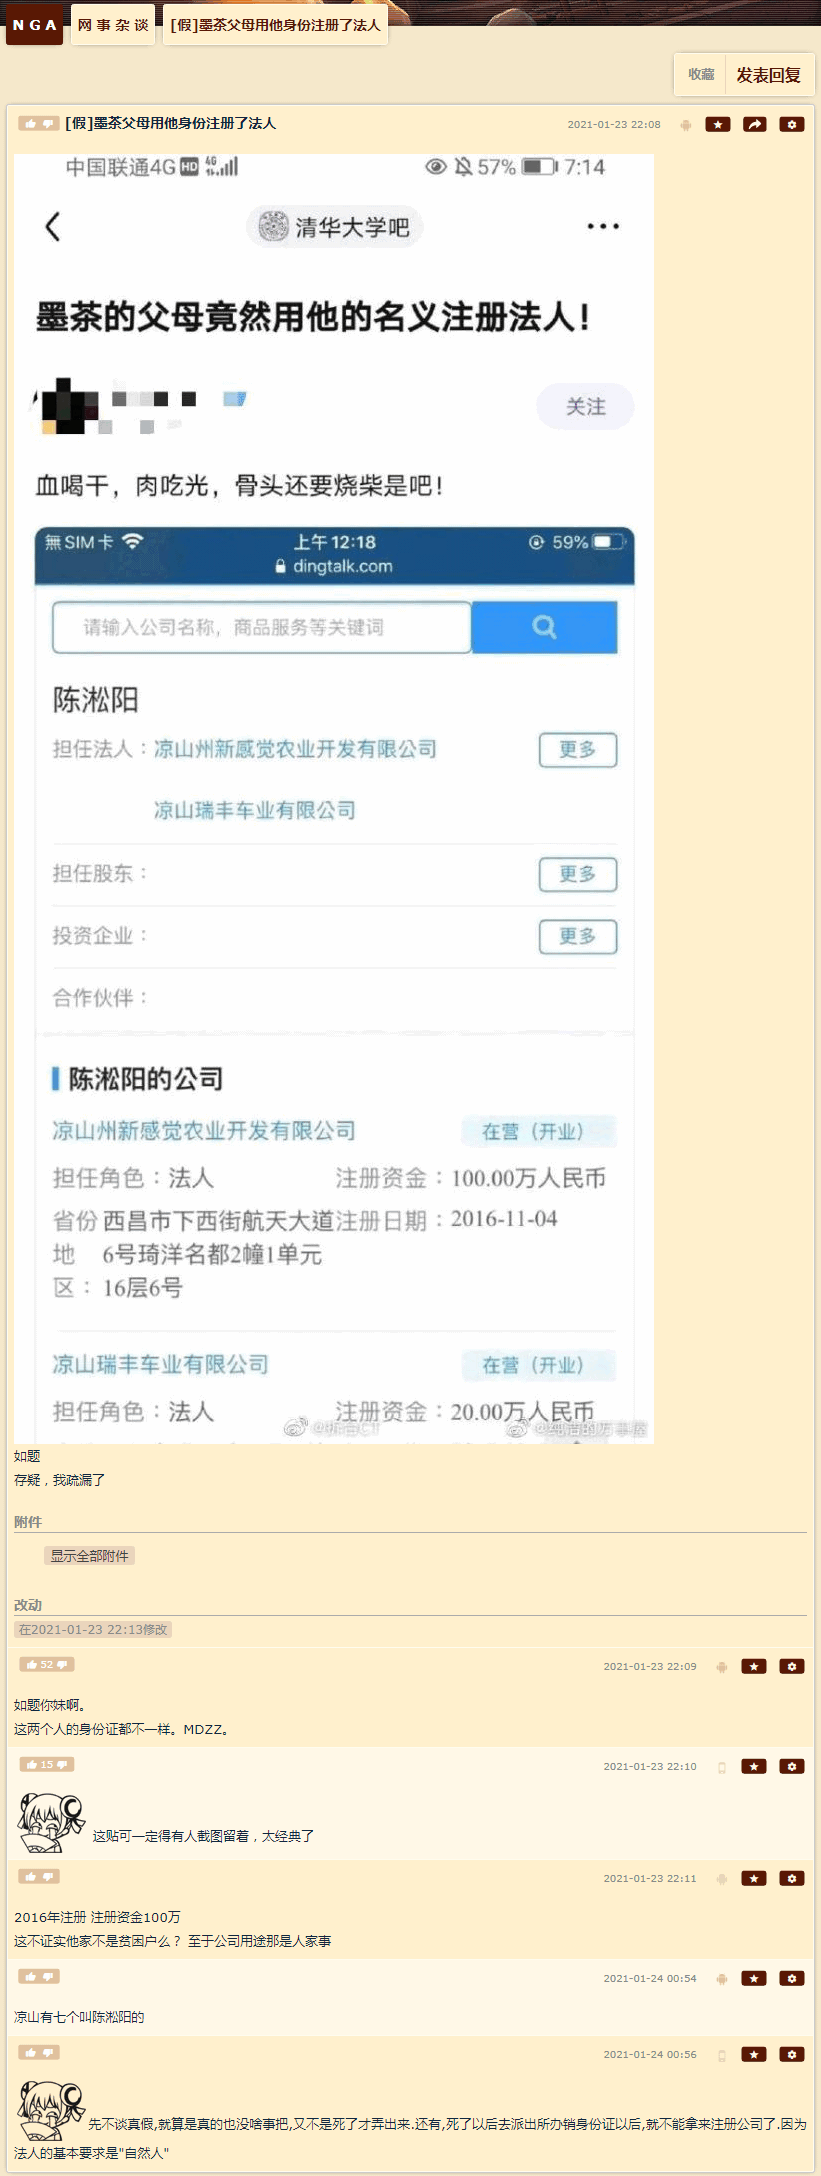 NGA 网事杂谈 [假]墨茶父母用他身份注册了法人
收藏 发表回复
[假]墨茶父母用他身份注册了法人 2021-01-23 22:08
中国联通4G HD 4G 57% 7:14
清华大学吧
墨茶的父母竟然用他的名义注册法人！
关注
血喝干，肉吃光，骨头还要烧柴是吧！
無SIM卡 上午12:18 59%
dingtalk.com
请输入公司名称，商品服务等关键词
陈淞阳
担任法人：凉山州新感觉农业开发有限公司 更多
凉山瑞丰车业有限公司
担任股东： 更多
投资企业： 更多
合作伙伴：
陈淞阳的公司
凉山州新感觉农业开发有限公司 在营（开业）
担任角色：法人 注册资金：100.00万人民币
省份 西昌市下西街航天大道 注册日期：2016-11-04
地 6号琦洋名都2幢1单元
区： 16层6号
凉山瑞丰车业有限公司 在营（开业）
担任角色：法人 注册资金：20.00万人民币
如题
存疑，我疏漏了
附件
显示全部附件
改动
在2021-01-23 22:13修改
52 2021-01-23 22:09
如题你妹啊。
这两个人的身份证都不一样。MDZZ。
15 2021-01-23 22:10
这贴可一定得有人截图留着，太经典了
2021-01-23 22:11
2016年注册 注册资金100万
这不证实他家不是贫困户么？ 至于公司用途那是人家事
2021-01-24 00:54
凉山有七个叫陈淞阳的
2021-01-24 00:56
先不谈真假,就算是真的也没啥事把,又不是死了才弄出来.还有,死了以后去派出所办销身份证以后,就不能拿来注册公司了.因为
法人的基本要求是"自然人"